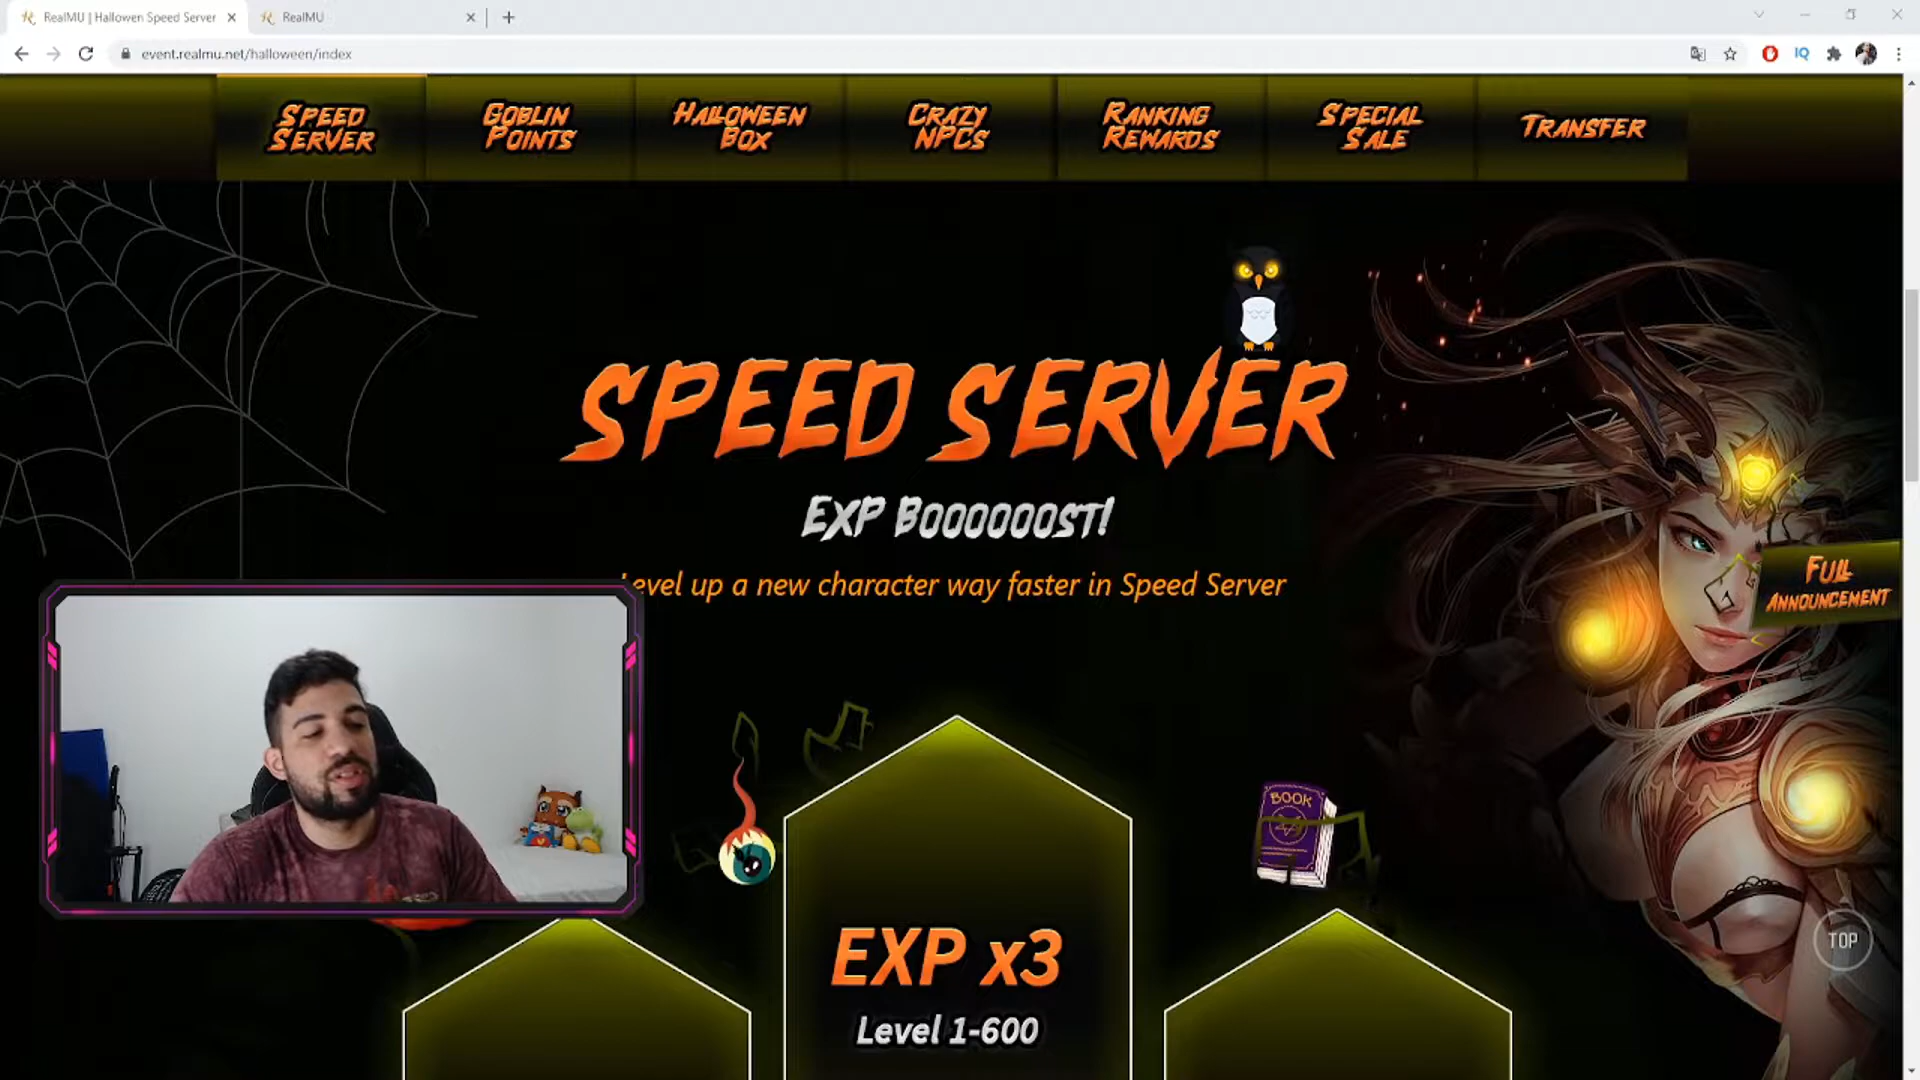 RealMU | Hallowen Speed Server
RealMU
event.realmu.net/halloween/index
IQ
SPEED
SERVER
GOBLIN
POINTS
HALLOWEEN
BOX
CRAZY
NPCS
RANKING
REWARDS
SPECIAL
SALE
TRANSFER
SPEED SERVER
EXP BOOOOOOST!
Level up a new character way faster in Speed Server
FULL
ANNOUNCEMENT
BOOK
EXP x3
Level 1-600
TOP